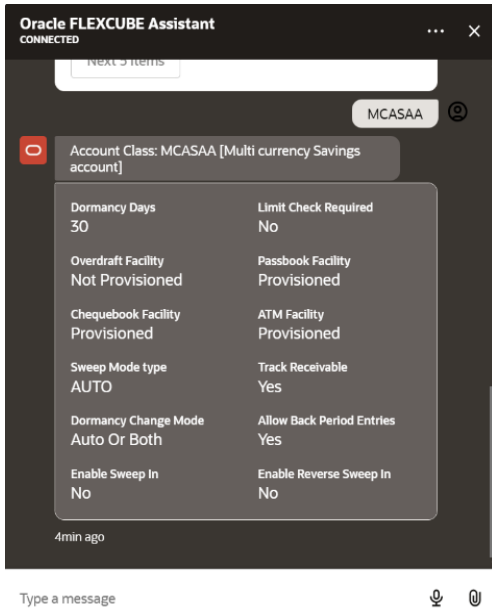 Oracle FLEXCUBE Assistant
CONNECTED
Next 5 items
MCASAA
Account Class: MCASAA [Multi currency Savings
account]
Dormancy Days
30
Limit Check Required
No
Overdraft Facility
Not Provisioned
Passbook Facility
Provisioned
Chequebook Facility
Provisioned
ATM Facility
Provisioned
Sweep Mode type
AUTO
Track Receivable
Yes
Dormancy Change Mode
Auto Or Both
Allow Back Period Entries
Yes
Enable Sweep In
No
Enable Reverse Sweep In
No
4min ago
Type a message